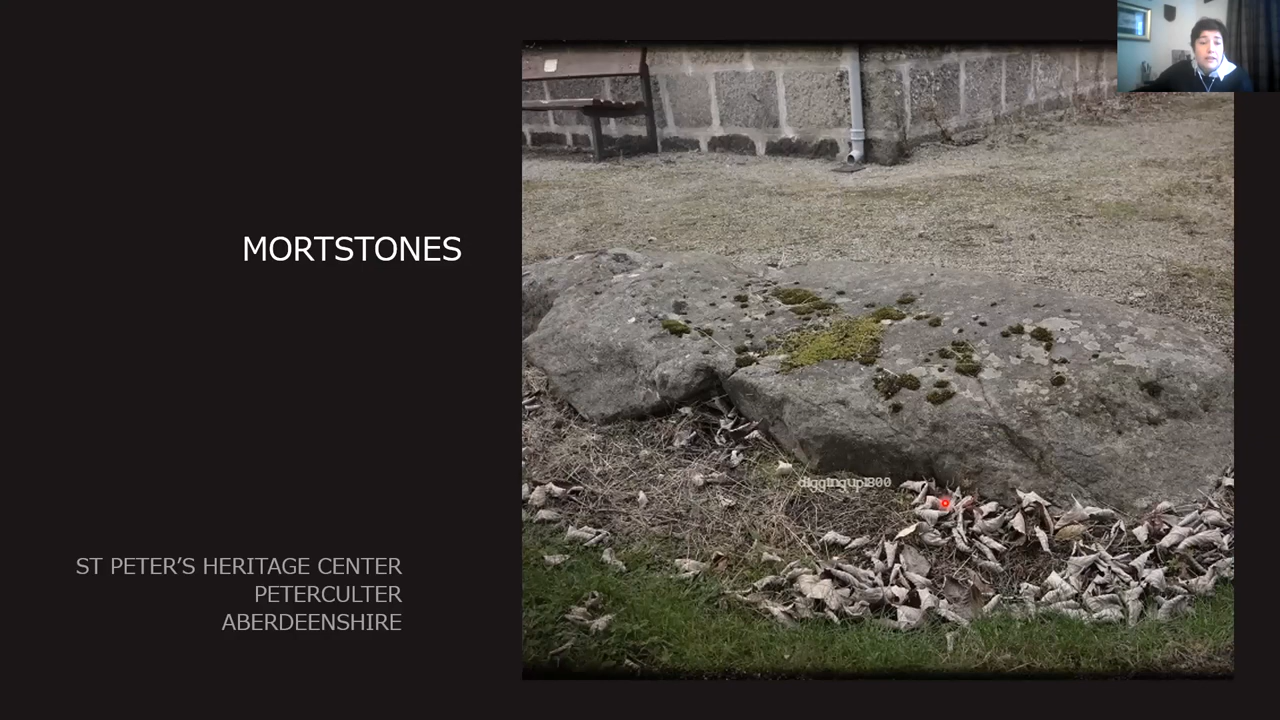 MORTSTONES
ST PETER'S HERITAGE CENTER
PETERCULTER
ABERDEENSHIRE
diggingup1800